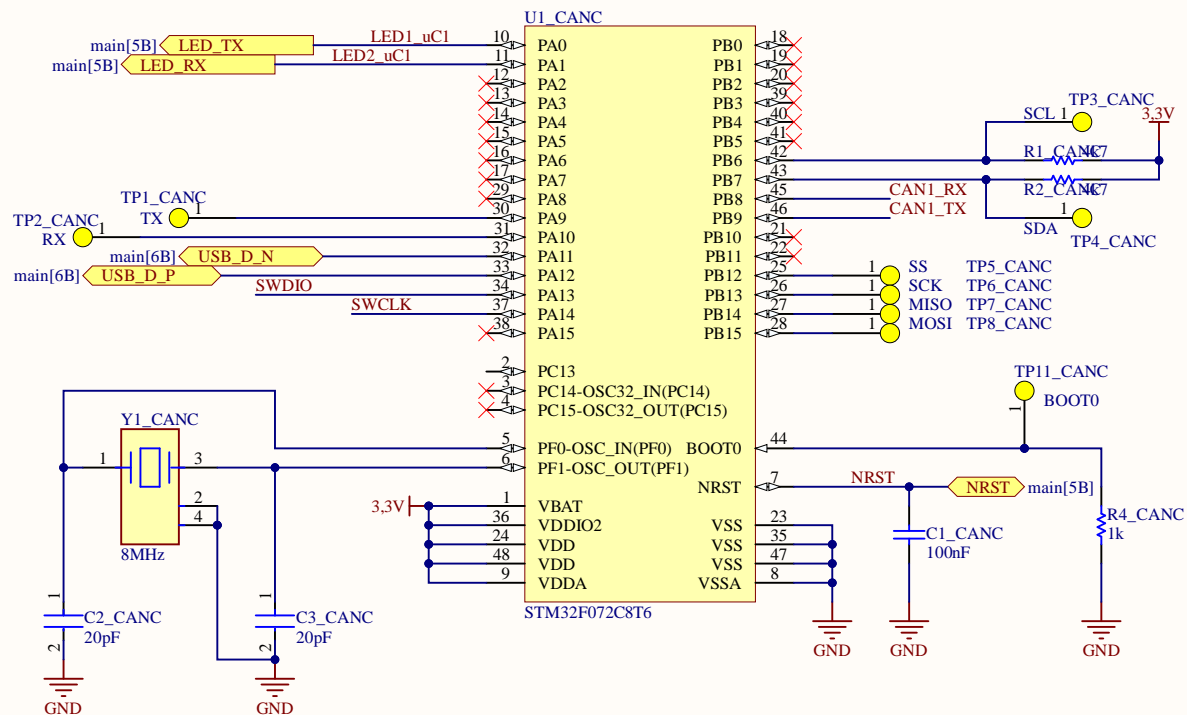 U1_CANC
main[5B] LED_TX LED1_uC1 10 PA0 PB0 18
main[5B] LED_RX LED2_uC1 11 PA1 PB1 19
12 PA2 PB2 20
13 PA3 PB3 39
14 PA4 PB4 40
15 PA5 PB5 41
16 PA6 PB6 42
17 PA7 PB7 43
29 PA8 PB8 45 CAN1_RX
30 PA9 PB9 46 CAN1_TX
31 PA10 PB10 21
32 PA11 PB11 22
33 PA12 PB12 25
34 PA13 PB13 26
37 PA14 PB14 27
38 PA15 PB15 28
TP3_CANC
SCL 1
3,3V
R1_CANC 4k7
R2_CANC 4k7
1
SDA
TP4_CANC
TP1_CANC
TX 1
TP2_CANC
RX 1
main[6B] USB_D_N
main[6B] USB_D_P
SWDIO
SWCLK
1 SS TP5_CANC
1 SCK TP6_CANC
1 MISO TP7_CANC
1 MOSI TP8_CANC
2 PC13
3 PC14-OSC32_IN(PC14)
4 PC15-OSC32_OUT(PC15)
5 PF0-OSC_IN(PF0) BOOT0 44
6 PF1-OSC_OUT(PF1)
NRST 7 NRST NRST main[5B]
TP11_CANC
BOOT0
1
3,3V 1 VBAT
36 VDDIO2 VSS 23
24 VDD VSS 35
48 VDD VSS 47
9 VDDA VSSA 8
STM32F072C8T6
Y1_CANC
1 3
2
4
8MHz
1 C2_CANC
20pF
2
1 C3_CANC
20pF
2
C1_CANC
100nF
R4_CANC
1k
GND
GND
GND
GND
GND